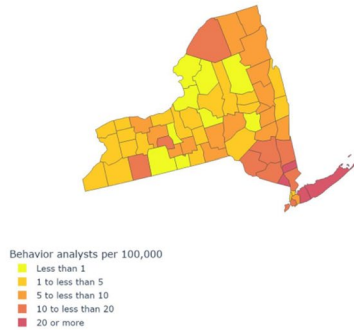 Behavior analysts per 100,000
Less than 1
1 to less than 5
5 to less than 10
10 to less than 20
20 or more